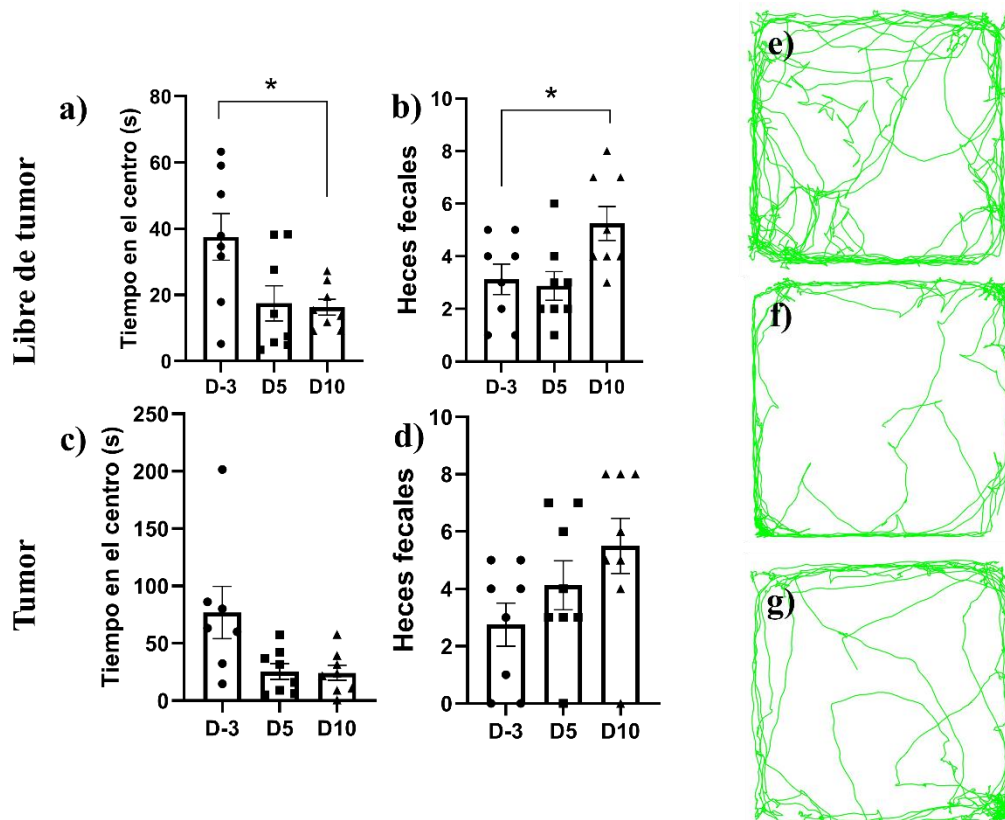 Libre de tumor
a)
Tiempo en el centro (s)
80
60
40
20
0
*
D-3 D5 D10
b)
Heces fecales
10
8
6
4
2
0
*
D-3 D5 D10
Tumor
c)
Tiempo en el centro (s)
250
200
150
100
50
0
D-3 D5 D10
d)
Heces fecales
10
8
6
4
2
0
D-3 D5 D10
e)
f)
g)